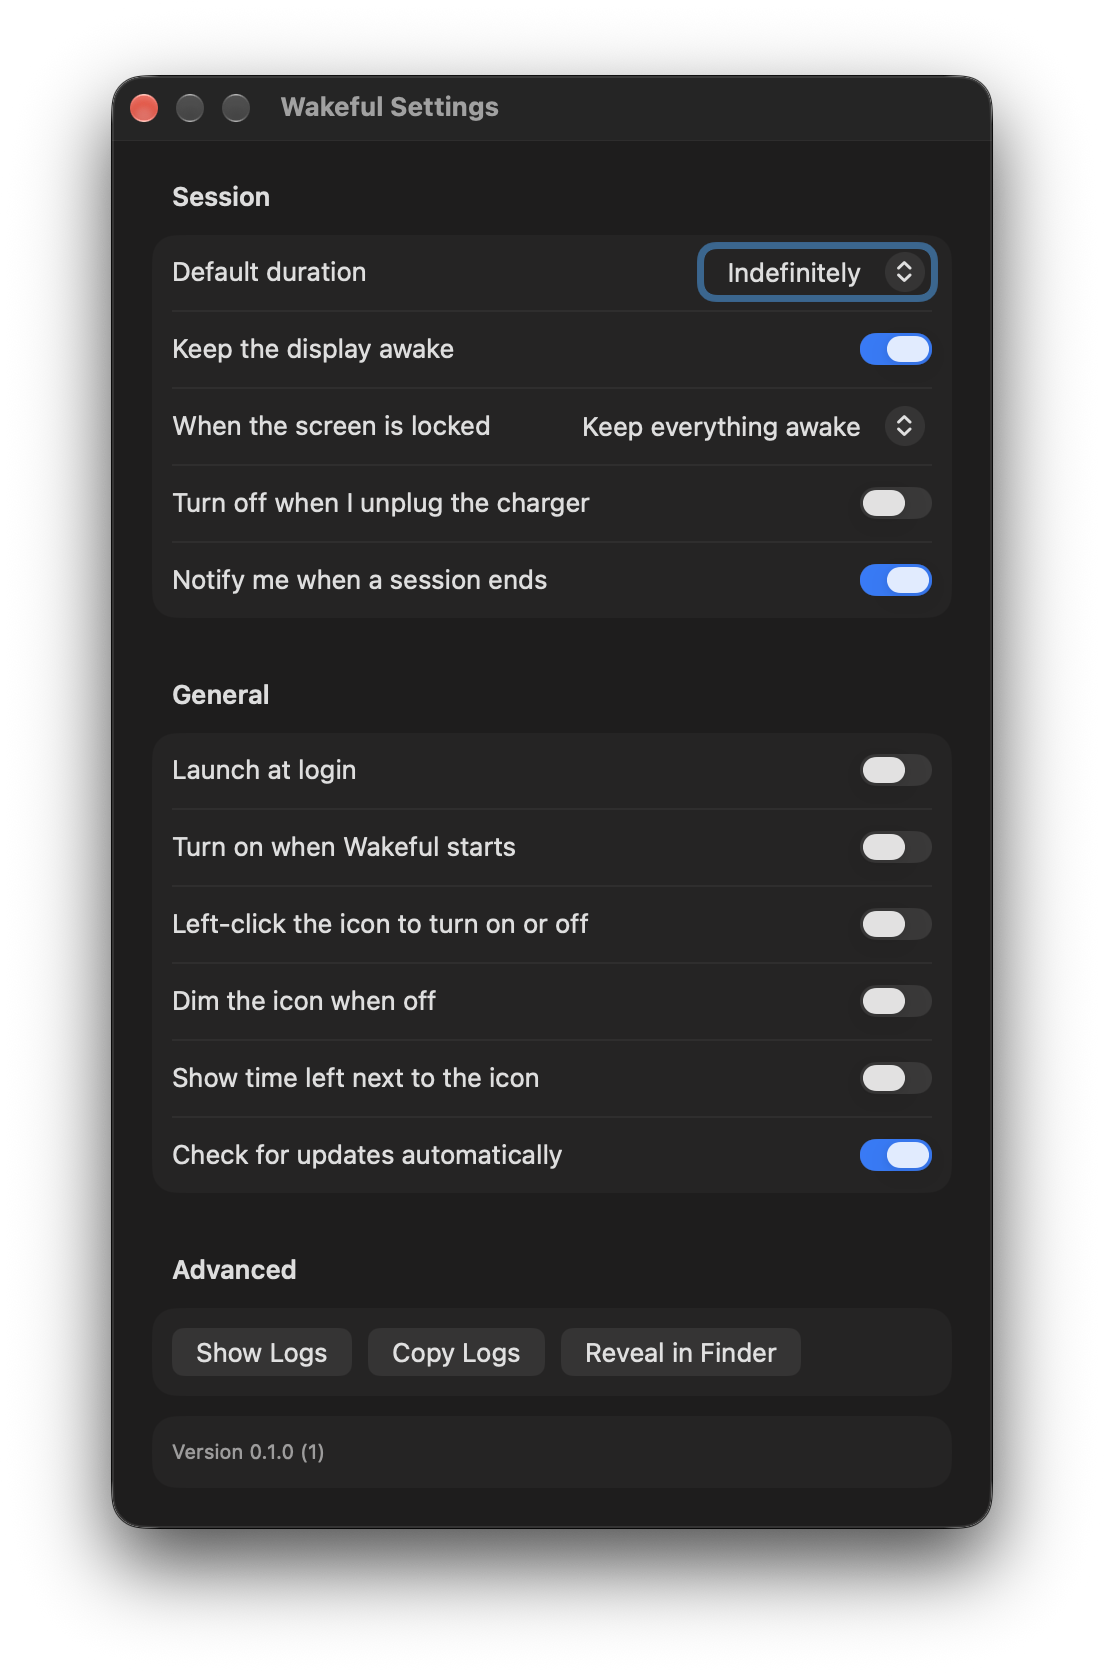 Wakeful Settings
Session
Default duration Indefinitely
Keep the display awake
When the screen is locked Keep everything awake
Turn off when I unplug the charger
Notify me when a session ends
General
Launch at login
Turn on when Wakeful starts
Left-click the icon to turn on or off
Dim the icon when off
Show time left next to the icon
Check for updates automatically
Advanced
Show Logs Copy Logs Reveal in Finder
Version 0.1.0 (1)